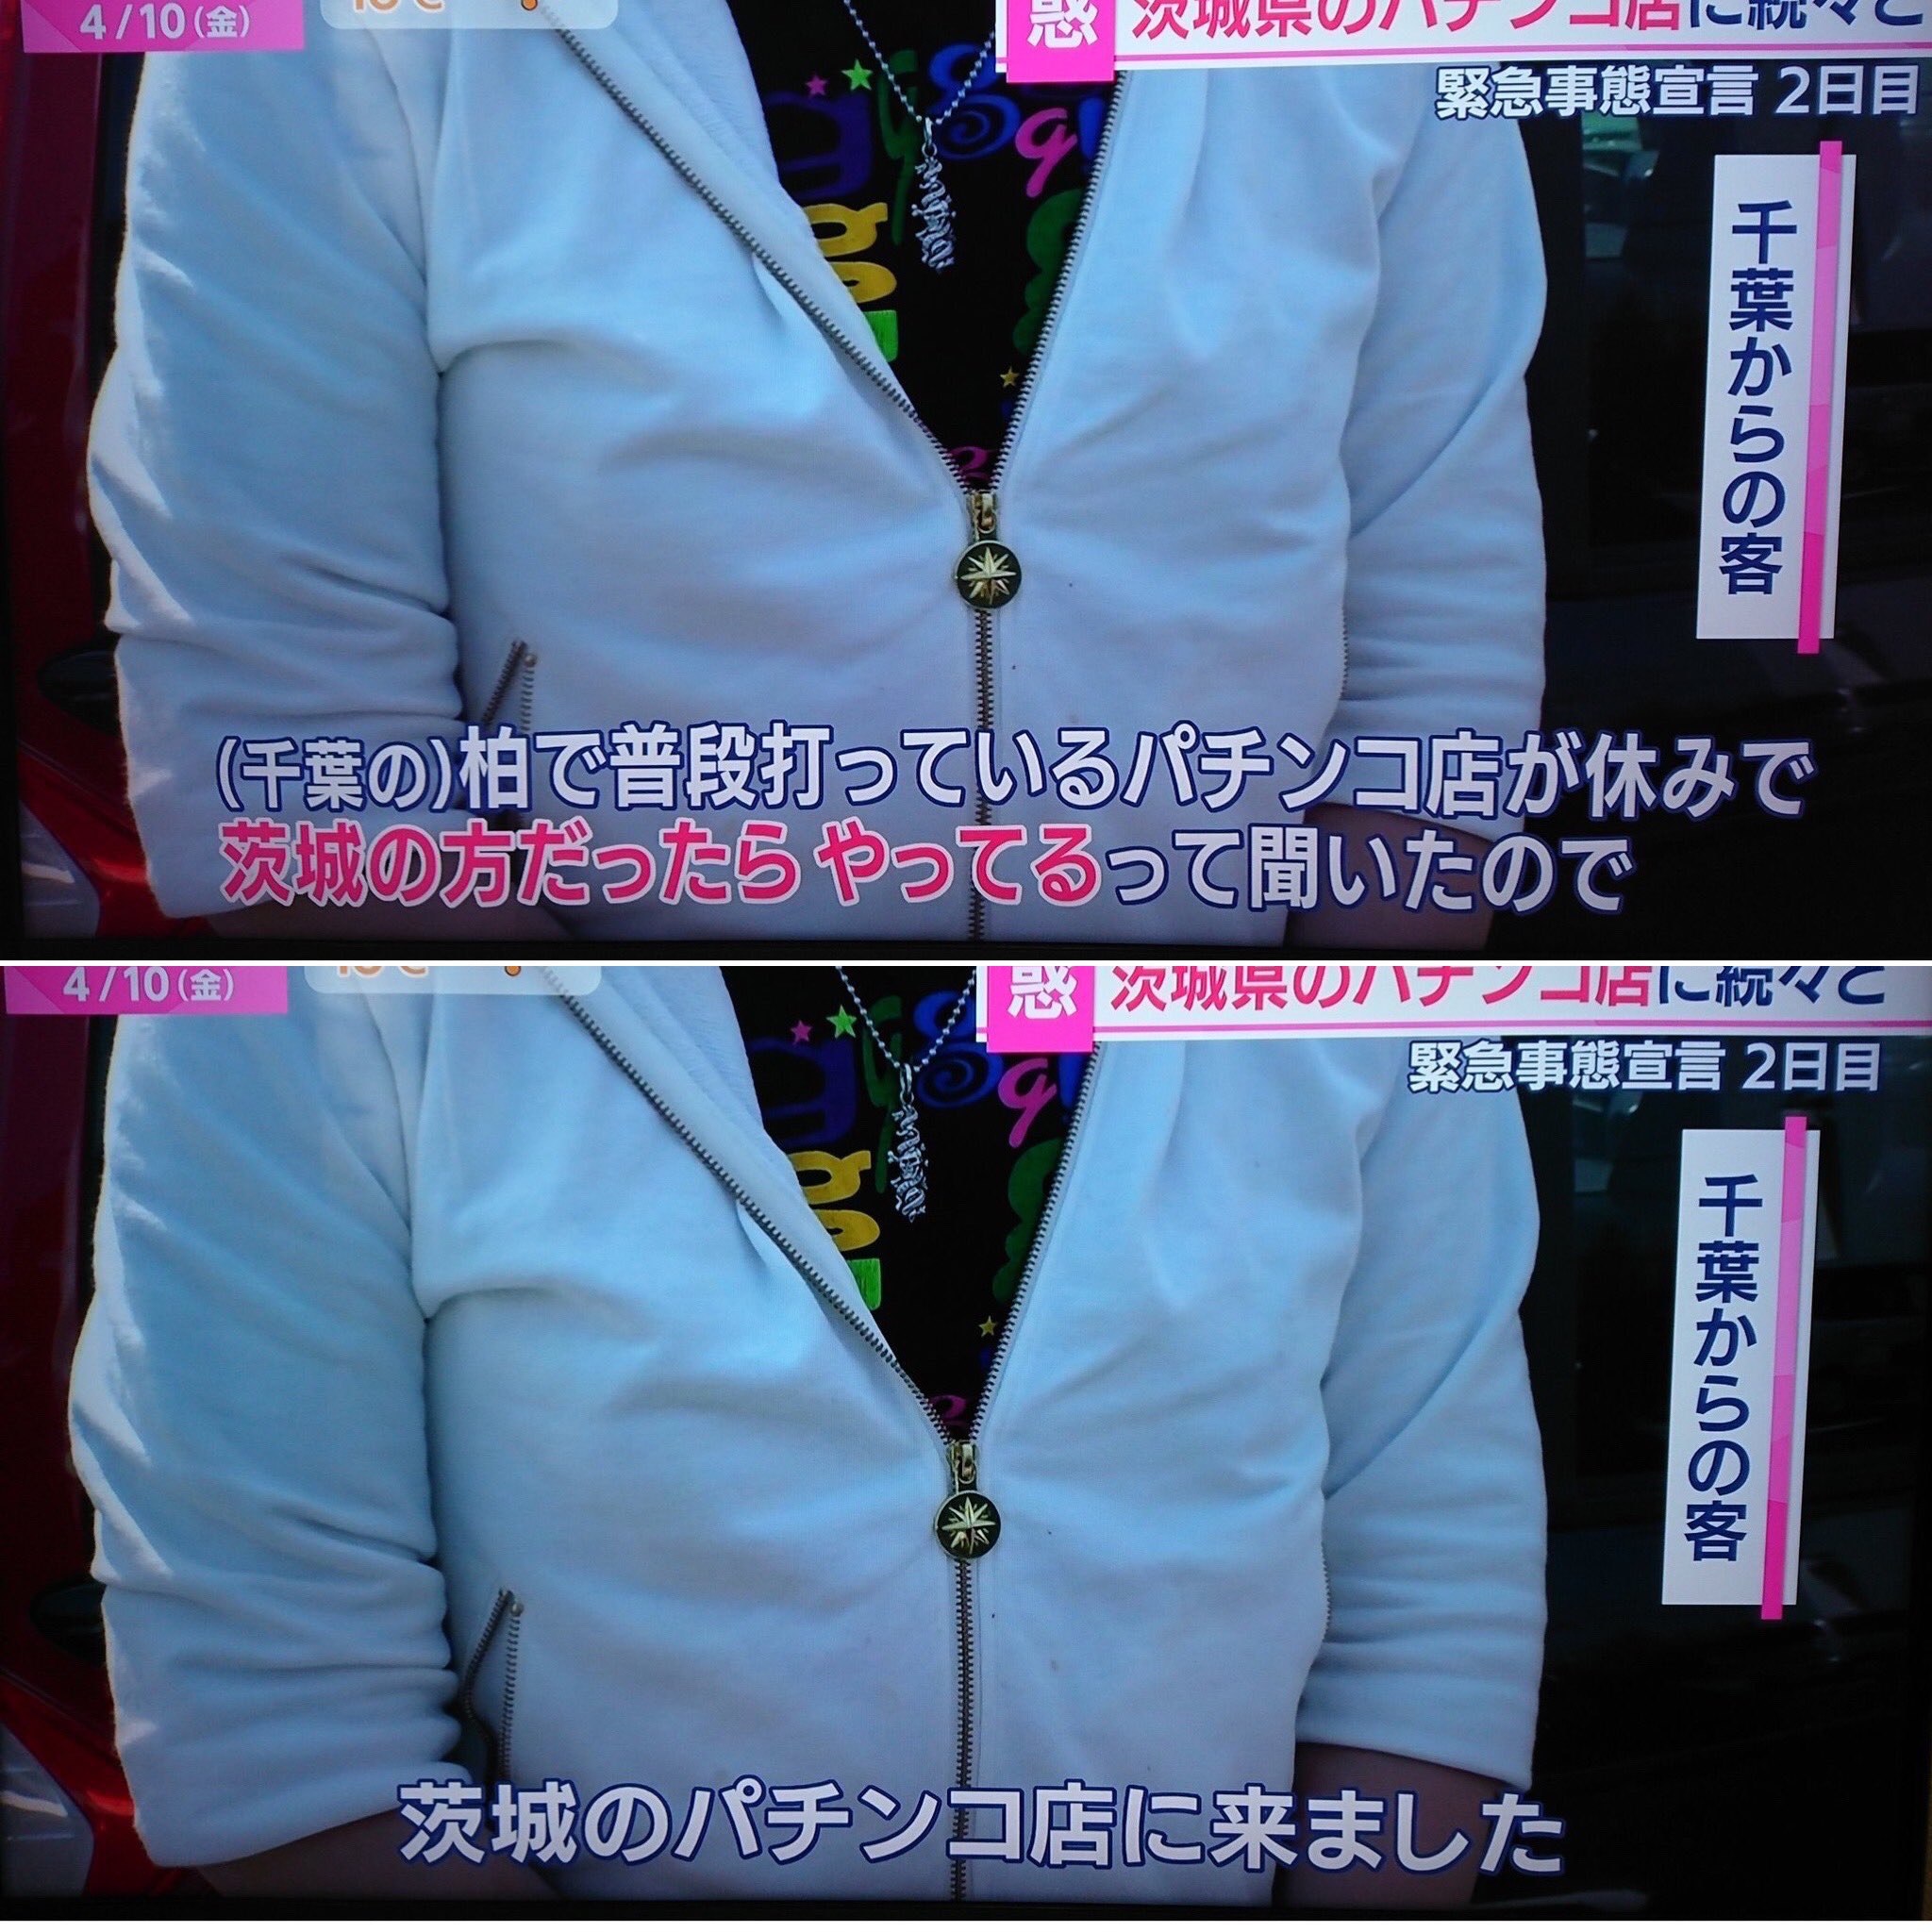 4/10(金)
惑
茨城県のパチンコ店に続々と
緊急事態宣言 2日目
千葉からの客
(千葉の)柏で普段打っているパチンコ店が休みで
茨城の方だったら やってるって聞いたので
4/10(金)
惑
茨城県のパチンコ店に続々と
緊急事態宣言 2日目
千葉からの客
茨城のパチンコ店に来ました